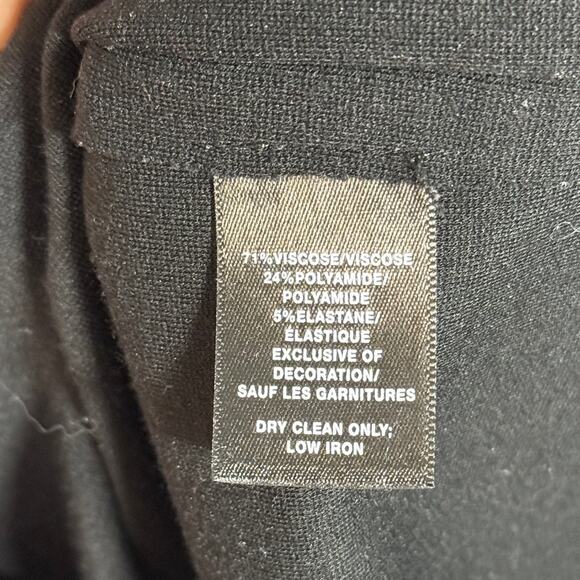 71%VISCOSE/VISCOSE
24%POLYAMIDE/
POLYAMIDE
5%ELASTANE/
ÉLASTIQUE
EXCLUSIVE OF
DECORATION/
SAUF LES GARNITURES
DRY CLEAN ONLY;
LOW IRON